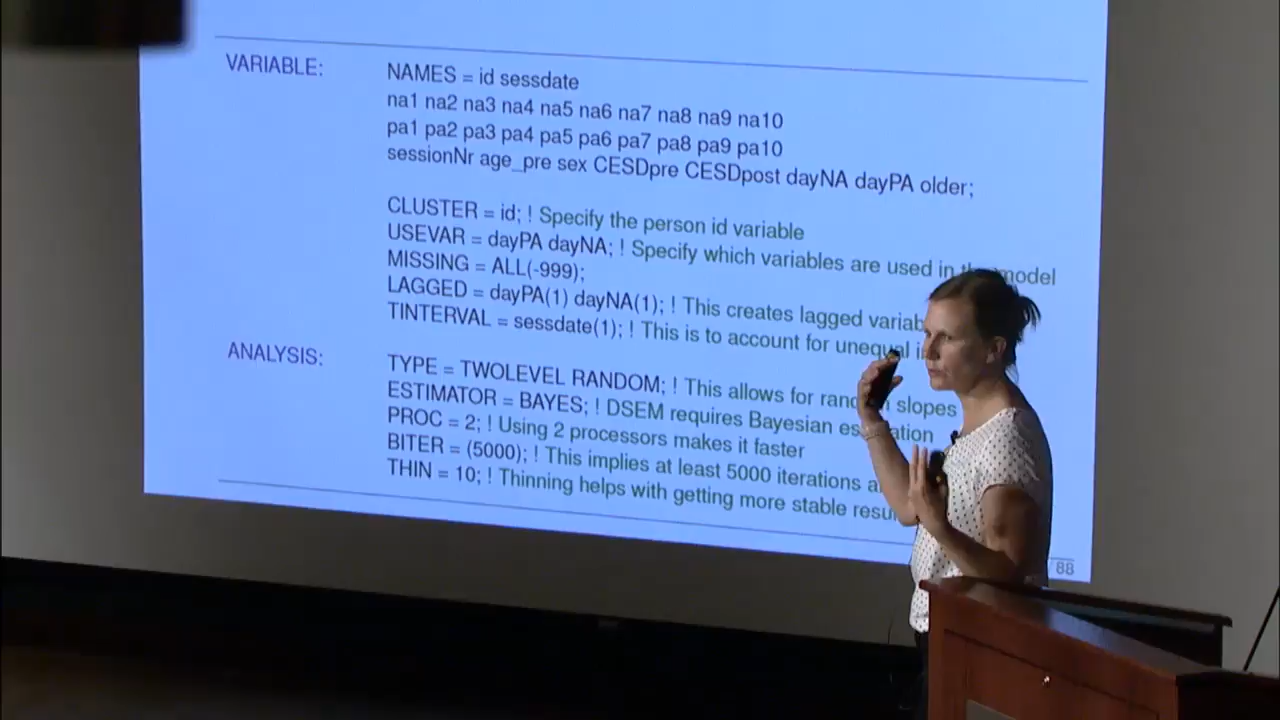 VARIABLE: NAMES = id sessdate
na1 na2 na3 na4 na5 na6 na7 na8 na9 na10
pa1 pa2 pa3 pa4 pa5 pa6 pa7 pa8 pa9 pa10
sessionNr age_pre sex CESDpre CESDpost dayNA dayPA older;
CLUSTER = id; ! Specify the person id variable
USEVAR = dayPA dayNA; ! Specify which variables are used in the model
MISSING = ALL(-999);
LAGGED = dayPA(1) dayNA(1); ! This creates lagged
TINTERVAL = sessdate(1); ! This is to account for unequal
ANALYSIS: TYPE = TWOLEVEL RANDOM; ! This allows for random slopes
ESTIMATOR = BAYES; ! DSEM requires Bayesian
PROC = 2; ! Using 2 processors makes it faster
BITER = (5000); ! This implies at least 5000 iterations
THIN = 10; ! Thinning helps with getting more stable
88